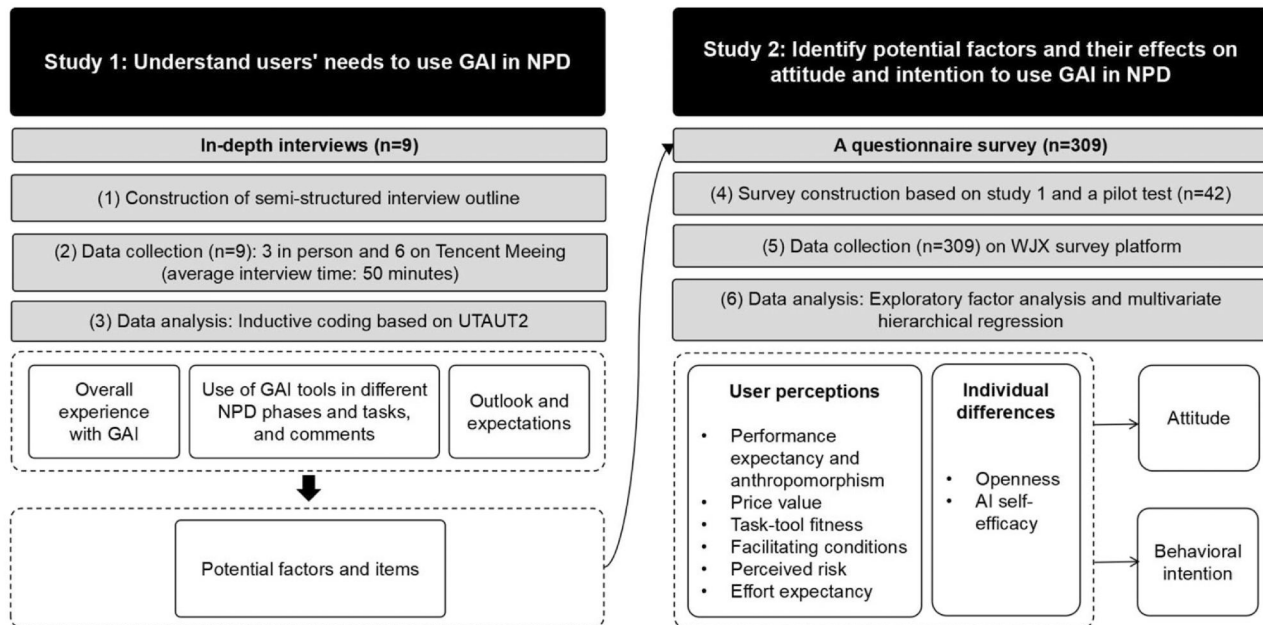 Study 1: Understand users' needs to use GAI in NPD
In-depth interviews (n=9)
(1) Construction of semi-structured interview outline
(2) Data collection (n=9): 3 in person and 6 on Tencent Meeing
(average interview time: 50 minutes)
(3) Data analysis: Inductive coding based on UTAUT2
Overall
experience
with GAI
Use of GAI tools in different
NPD phases and tasks,
and comments
Outlook and
expectations
Potential factors and items
Study 2: Identify potential factors and their effects on
attitude and intention to use GAI in NPD
A questionnaire survey (n=309)
(4) Survey construction based on study 1 and a pilot test (n=42)
(5) Data collection (n=309) on WJX survey platform
(6) Data analysis: Exploratory factor analysis and multivariate
hierarchical regression
User perceptions
• Performance
expectancy and
anthropomorphism
• Price value
• Task-tool fitness
• Facilitating conditions
• Perceived risk
• Effort expectancy
Individual
differences
• Openness
• AI self-
efficacy
Attitude
Behavioral
intention